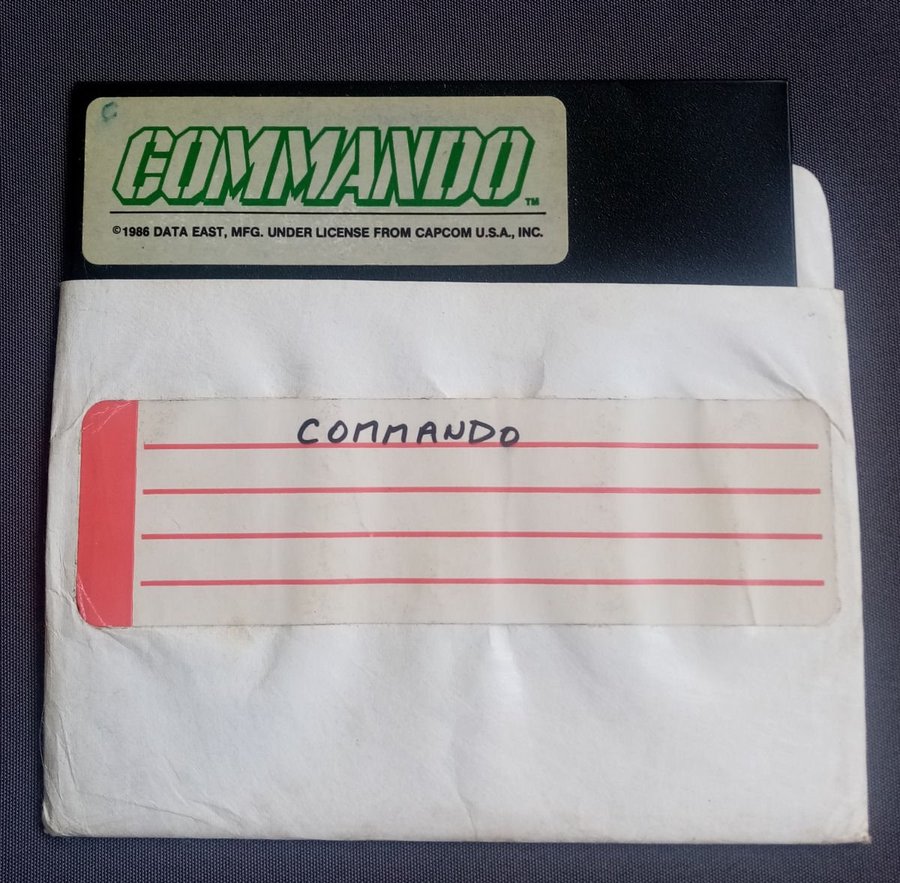 C
COMMANDO™
©1986 DATA EAST, MFG. UNDER LICENSE FROM CAPCOM U.S.A., INC.
COMMANDO